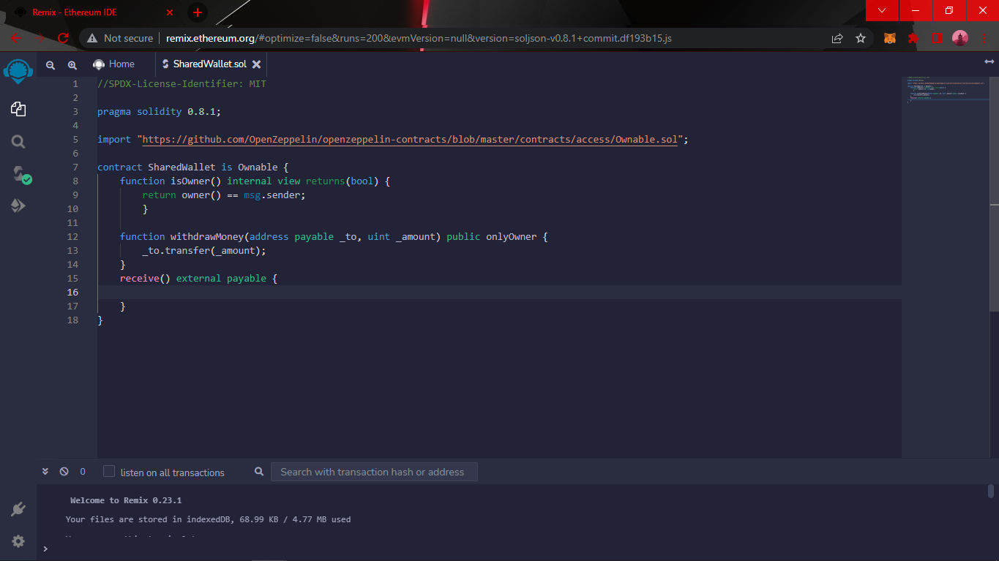 Remix - Ethereum IDE
Not secure remix.ethereum.org/#optimize=false&runs=200&evmVersion=null&version=soljson-v0.8.1+commit.df193b15.js
Home SharedWallet.sol
1 //SPDX-License-Identifier: MIT
2
3 pragma solidity 0.8.1;
4
5 import "https://github.com/OpenZeppelin/openzeppelin-contracts/blob/master/contracts/access/Ownable.sol";
6
7 contract SharedWallet is Ownable {
8 function isOwner() internal view returns(bool) {
9 return owner() == msg.sender;
10 }
11
12 function withdrawMoney(address payable _to, uint _amount) public onlyOwner {
13 _to.transfer(_amount);
14 }
15 receive() external payable {
16
17 }
18 }
0 listen on all transactions Search with transaction hash or address
Welcome to Remix 0.23.1
Your files are stored in indexedDB, 68.99 KB / 4.77 MB used
>